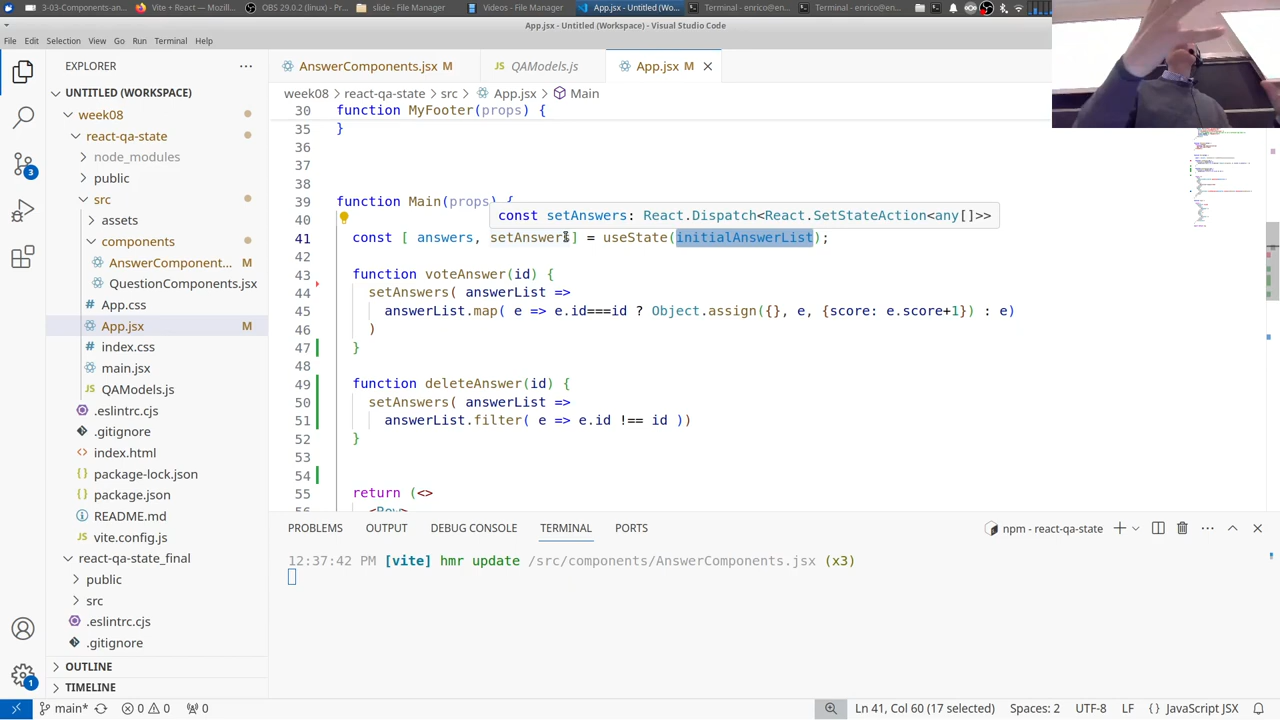 3-03-Components-an...
Vite + React — Mozill...
OBS 29.0.2 (linux) - ...
slide - File Manager
Videos - File Manager
App.jsx - Untitled (Wo...
Terminal - enrico@e...
Terminal - enrico@e...
App.jsx - Untitled (Workspace) - Visual Studio Code
File Edit Selection View Go Run Terminal Help
EXPLORER
UNTITLED (WORKSPACE)
week08
react-qa-state
node_modules
public
src
assets
components
AnswerComponent... M
QuestionComponents.jsx
App.css
App.jsx M
index.css
main.jsx
QAModels.js
.eslintrc.cjs
.gitignore
index.html
package-lock.json
package.json
README.md
vite.config.js
react-qa-state_final
public
src
.eslintrc.cjs
.gitignore
OUTLINE
TIMELINE
3
1
AnswerComponents.jsx M
QAModels.js
App.jsx M
week08 > react-qa-state > src > App.jsx > Main
30 function MyFooter(props) {
35 }
36
37
38
39 function Main(props) {
const setAnswers: React.Dispatch<React.SetStateAction<any[]>>
40
41 const [ answers, setAnswers] = useState(initialAnswerList);
42
43 function voteAnswer(id) {
44 setAnswers( answerList =>
45 answerList.map( e => e.id===id ? Object.assign({}, e, {score: e.score+1}) : e)
46 )
47 }
48
49 function deleteAnswer(id) {
50 setAnswers( answerList =>
51 answerList.filter( e => e.id !== id ))
52 }
53
54
55 return (<>
56 <Row>
PROBLEMS OUTPUT DEBUG CONSOLE TERMINAL PORTS
npm - react-qa-state
12:37:42 PM [vite] hmr update /src/components/AnswerComponents.jsx (x3)
main*
0 0
0
Ln 41, Col 60 (17 selected)
Spaces: 2
UTF-8
LF
{} JavaScript JSX